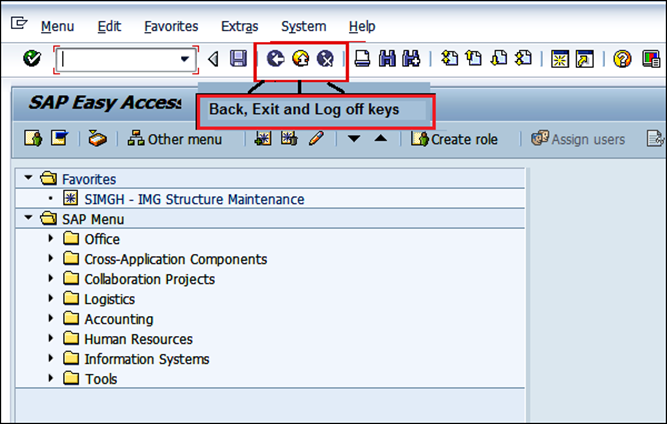 Menu Edit Favorites Extras System Help
Back, Exit and Log off keys
SAP Easy Access
Other menu Create role Assign users
Favorites
SIMGH - IMG Structure Maintenance
SAP Menu
Office
Cross-Application Components
Collaboration Projects
Logistics
Accounting
Human Resources
Information Systems
Tools